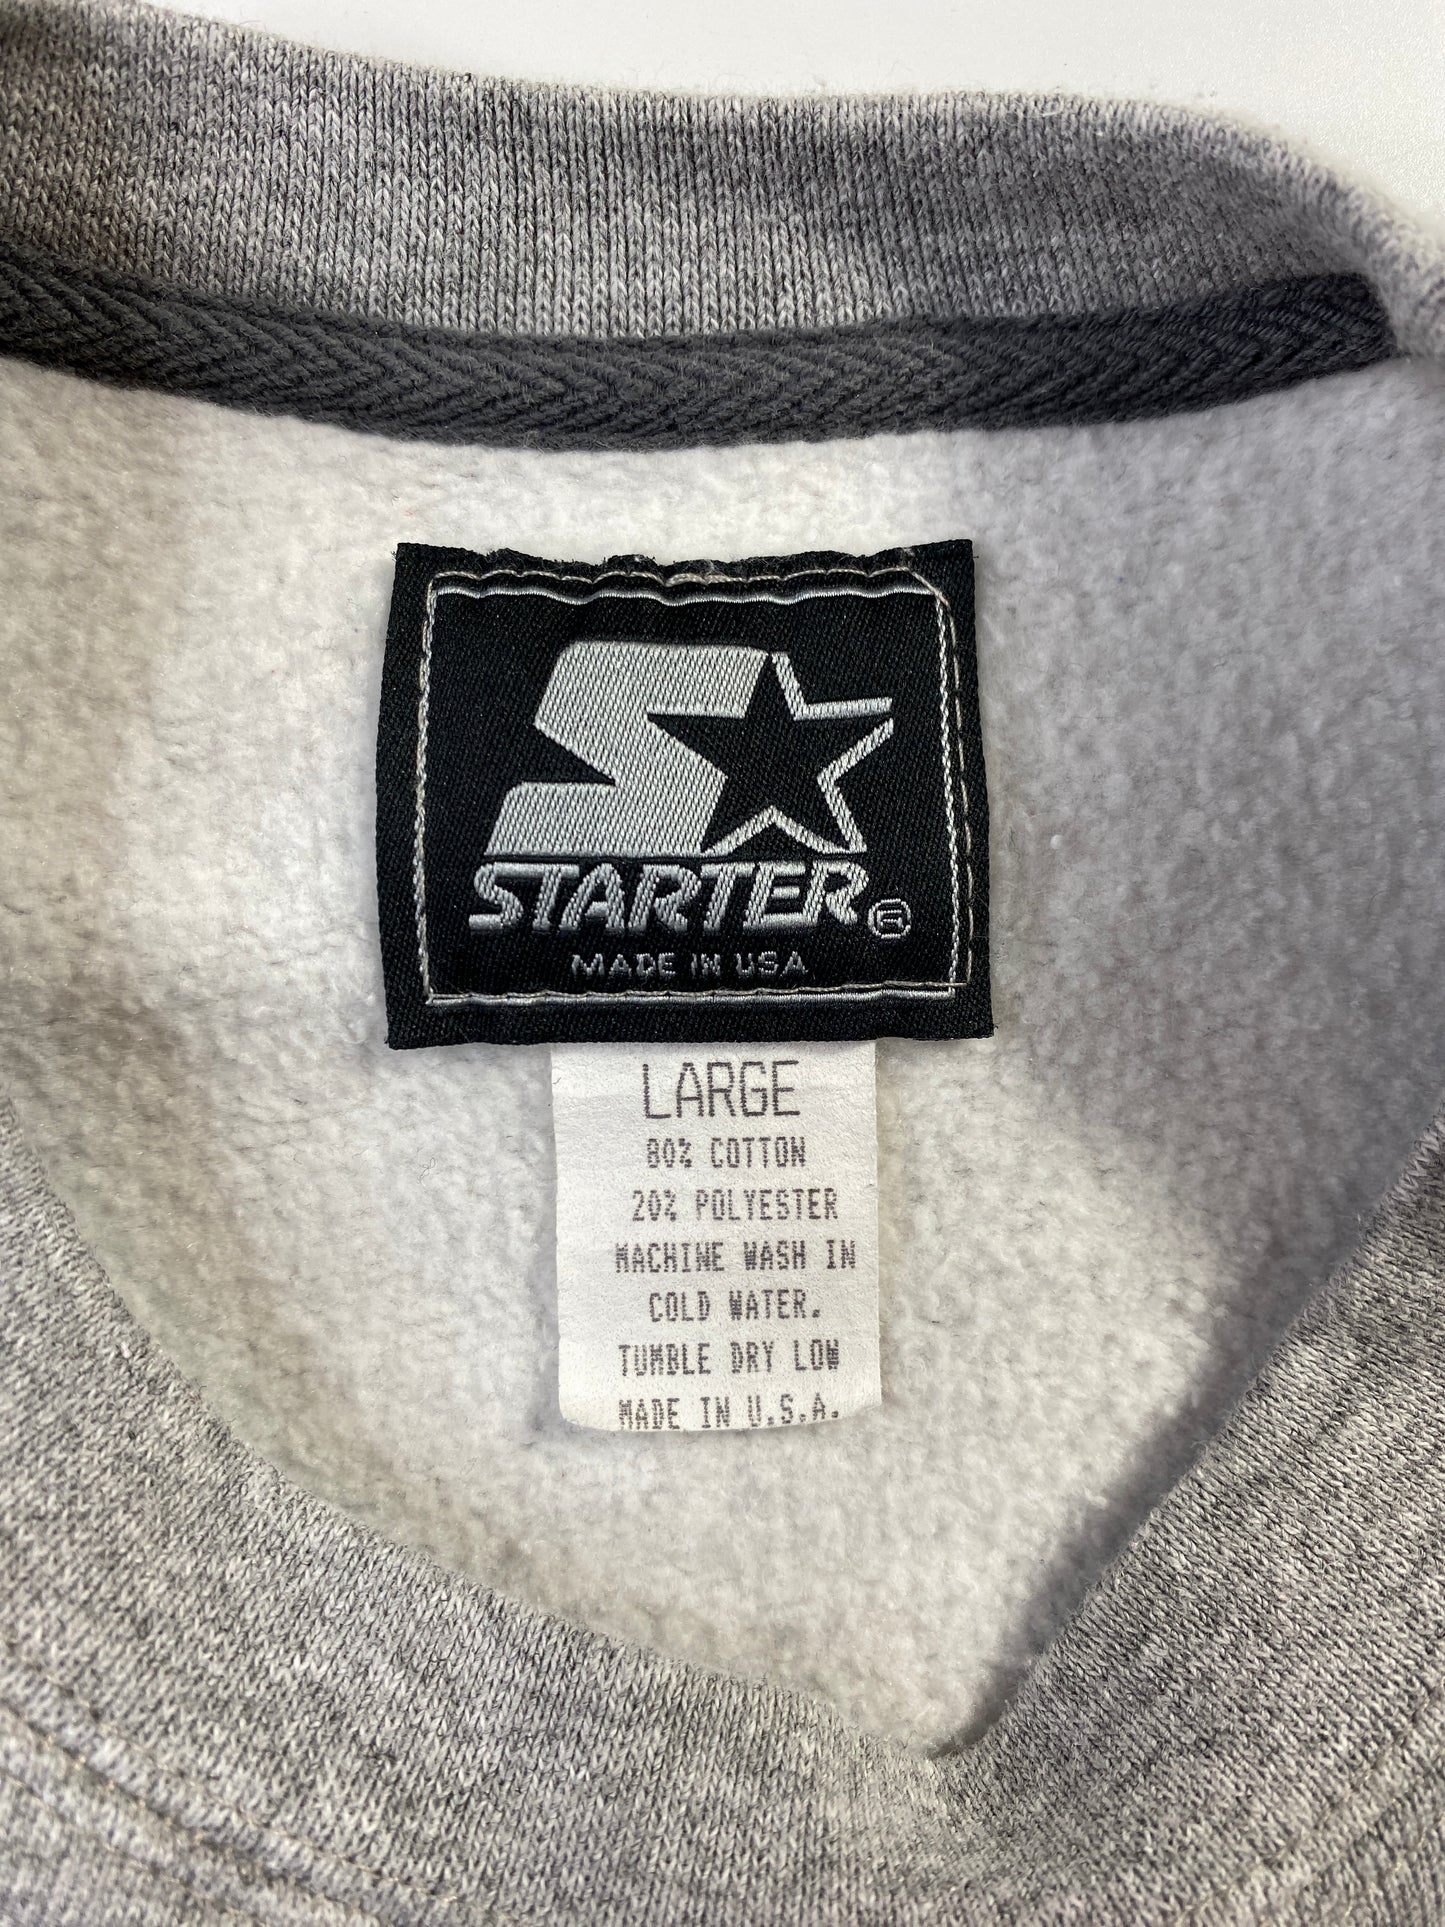 STARTER®
MADE IN USA
LARGE
80% COTTON
20% POLYESTER
MACHINE WASH IN
COLD WATER.
TUMBLE DRY LOW
MADE IN U.S.A.